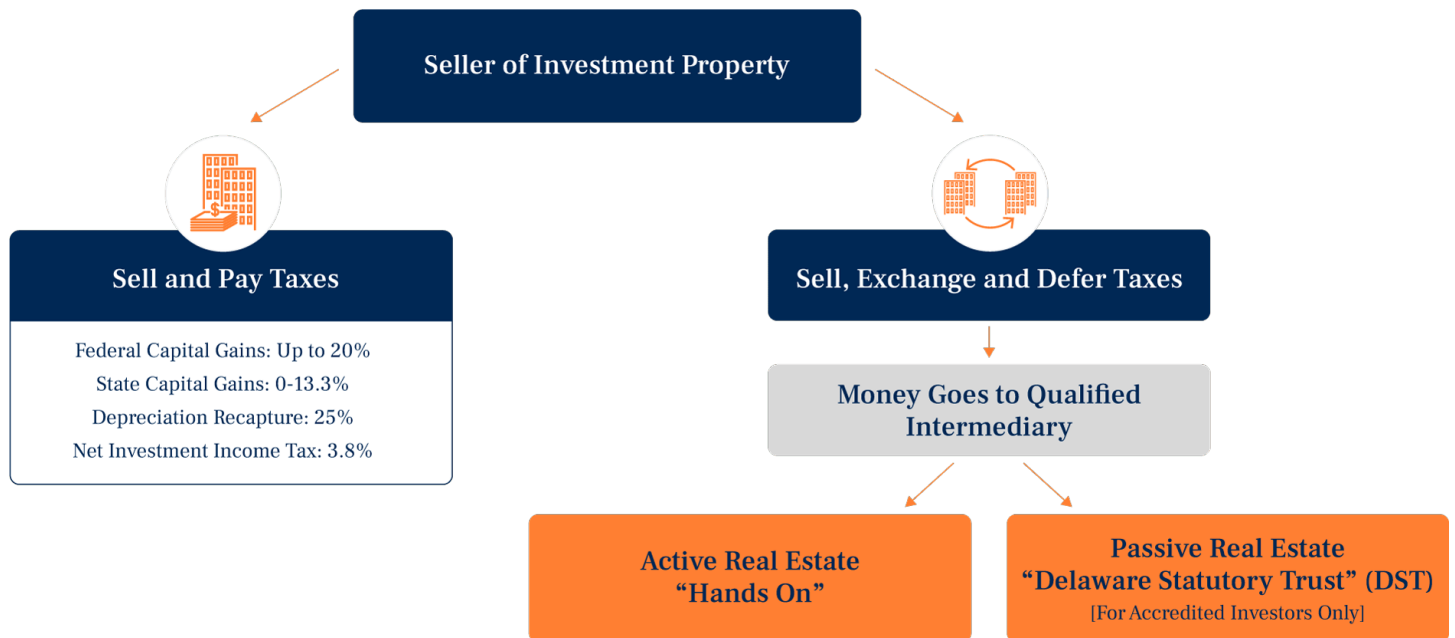 Seller of Investment Property
$
Sell and Pay Taxes
Federal Capital Gains: Up to 20%
State Capital Gains: 0-13.3%
Depreciation Recapture: 25%
Net Investment Income Tax: 3.8%
Sell, Exchange and Defer Taxes
Money Goes to Qualified
Intermediary
Active Real Estate
“Hands On”
Passive Real Estate
“Delaware Statutory Trust” (DST)
[For Accredited Investors Only]